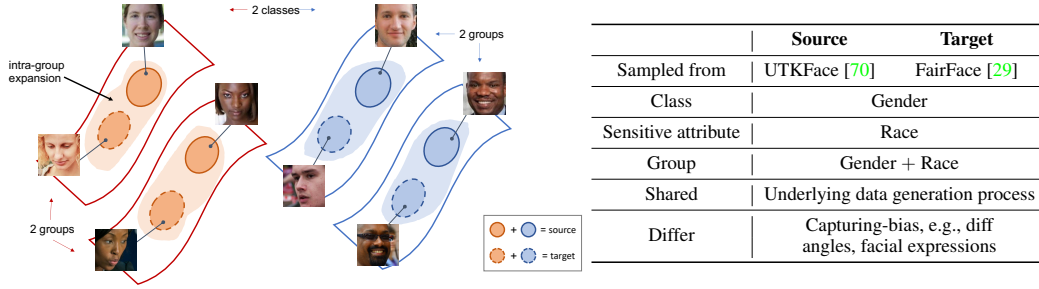 2 classes
2 groups
intra-group
expansion
2 groups
+ = source
+ = target
Source Target
Sampled from UTKFace [70] FairFace [29]
Class Gender
Sensitive attribute Race
Group Gender + Race
Shared Underlying data generation process
Differ Capturing-bias, e.g., diff
angles, facial expressions